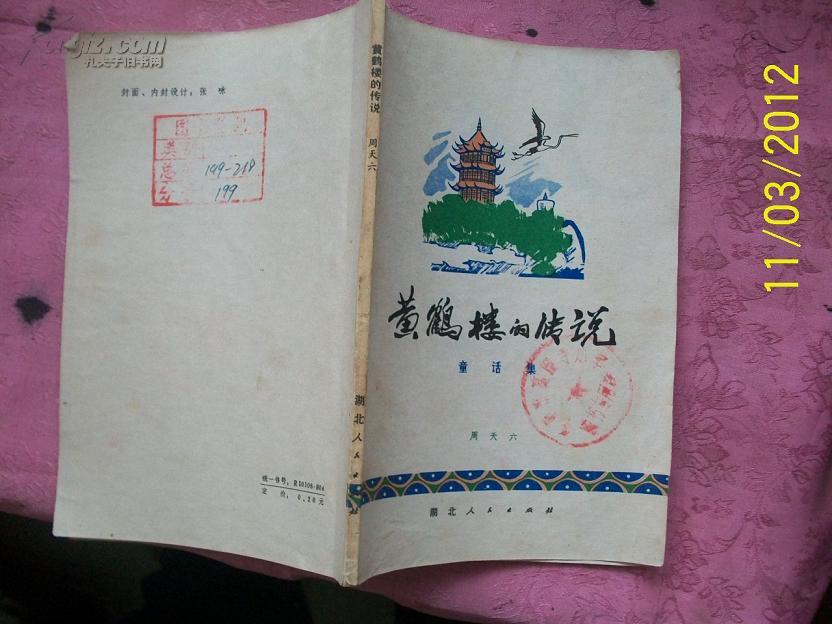 孔夫子旧书网
封面、内封设计：张咏
199-218
199
统一书号：R10106·804
定价：0.20元
黄鹤楼的传说
周天六
湖北人民出版社
黄鹤楼的传说
童话集
周天六
湖北人民出版社
11/03/2012